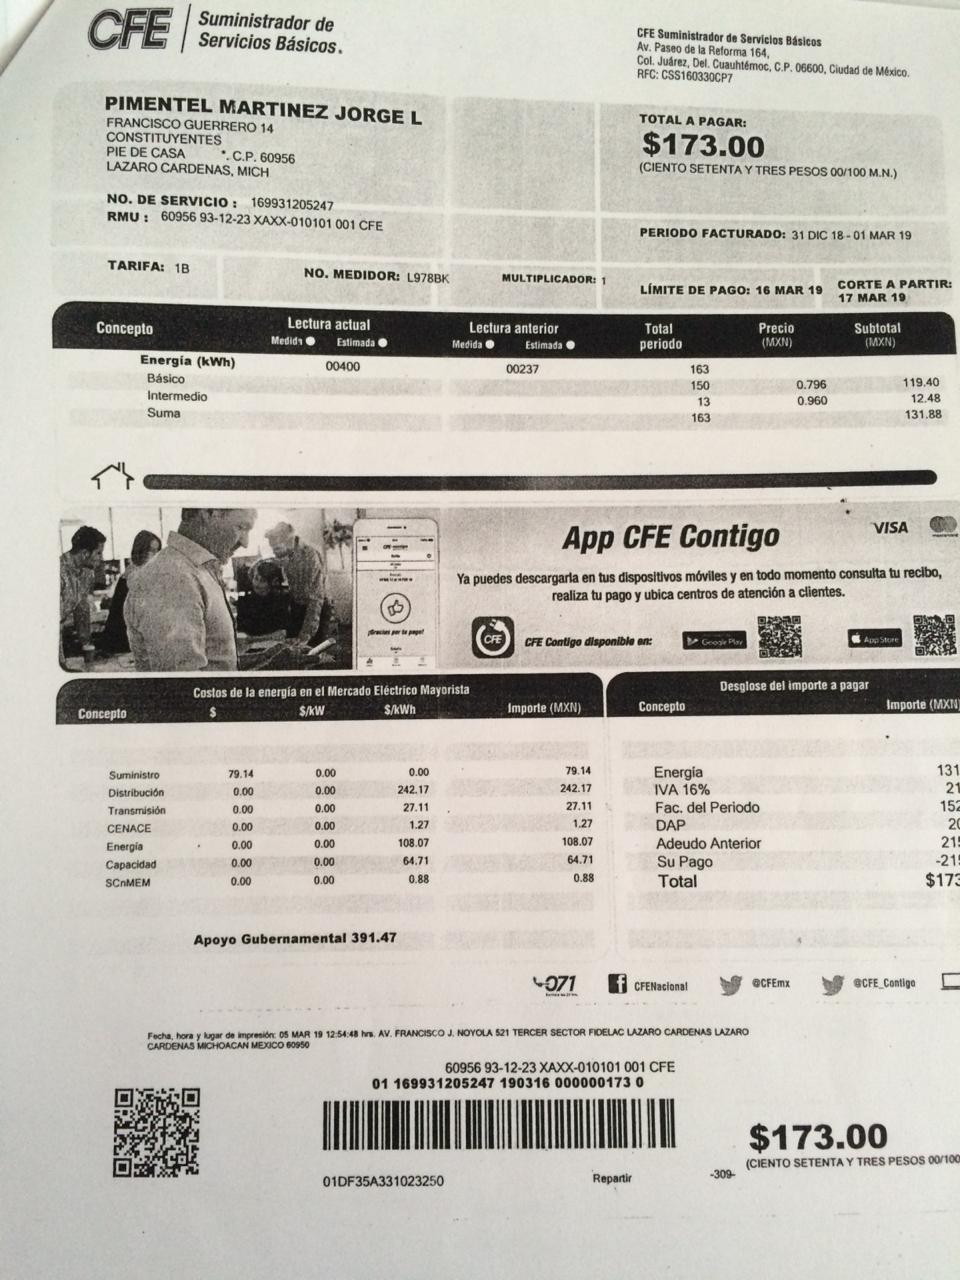 CFE Suministrador de
Servicios Básicos.
CFE Suministrador de Servicios Básicos
Av. Paseo de la Reforma 164,
Col. Juárez, Del. Cuauhtémoc, C.P. 06600, Ciudad de México.
RFC: CSS160330CP7
PIMENTEL MARTINEZ JORGE L
FRANCISCO GUERRERO 14
CONSTITUYENTES
PIE DE CASA *. C.P. 60956
LAZARO CARDENAS, MICH
TOTAL A PAGAR:
$173.00
(CIENTO SETENTA Y TRES PESOS 00/100 M.N.)
NO. DE SERVICIO : 169931205247
RMU : 60956 93-12-23 XAXX-010101 001 CFE
PERIODO FACTURADO: 31 DIC 18 - 01 MAR 19
TARIFA: 1B NO. MEDIDOR: L978BK MULTIPLICADOR: 1
LÍMITE DE PAGO: 16 MAR 19 CORTE A PARTIR:
17 MAR 19
Concepto Lectura actual Lectura anterior Total periodo Precio (MXN) Subtotal (MXN)
Medida Estimada Medida Estimada
Energía (kWh) 00400 00237 163
Básico 150 0.796 119.40
Intermedio 13 0.960 12.48
Suma 163 131.88
App CFE Contigo VISA
Ya puedes descargarla en tus dispositivos móviles y en todo momento consulta tu recibo,
realiza tu pago y ubica centros de atención a clientes.
¡Gracias por tu pago!
CFE CFE Contigo disponible en: Google Play App Store
Costos de la energía en el Mercado Eléctrico Mayorista
Concepto $ $/kW $/kWh Importe (MXN)
Suministro 79.14 0.00 0.00 79.14
Distribución 0.00 0.00 242.17 242.17
Transmisión 0.00 0.00 27.11 27.11
CENACE 0.00 0.00 1.27 1.27
Energía 0.00 0.00 108.07 108.07
Capacidad 0.00 0.00 64.71 64.71
SCnMEM 0.00 0.00 0.88 0.88
Apoyo Gubernamental 391.47
Desglose del importe a pagar
Concepto Importe (MXN)
Energía 131
IVA 16% 21
Fac. del Periodo 152
DAP 20
Adeudo Anterior 215
Su Pago -215
Total $173
071 CFENacional @CFEmx @CFE_Contigo
Fecha, hora y lugar de impresión: 05 MAR 19 12:54:48 hrs. AV. FRANCISCO J. NOYOLA 521 TERCER SECTOR FIDELAC LAZARO CARDENAS LAZARO
CARDENAS MICHOACAN MEXICO 60950
60956 93-12-23 XAXX-010101 001 CFE
01 169931205247 190316 000000173 0
$173.00
(CIENTO SETENTA Y TRES PESOS 00/100
01DF35A331023250 Repartir -309-